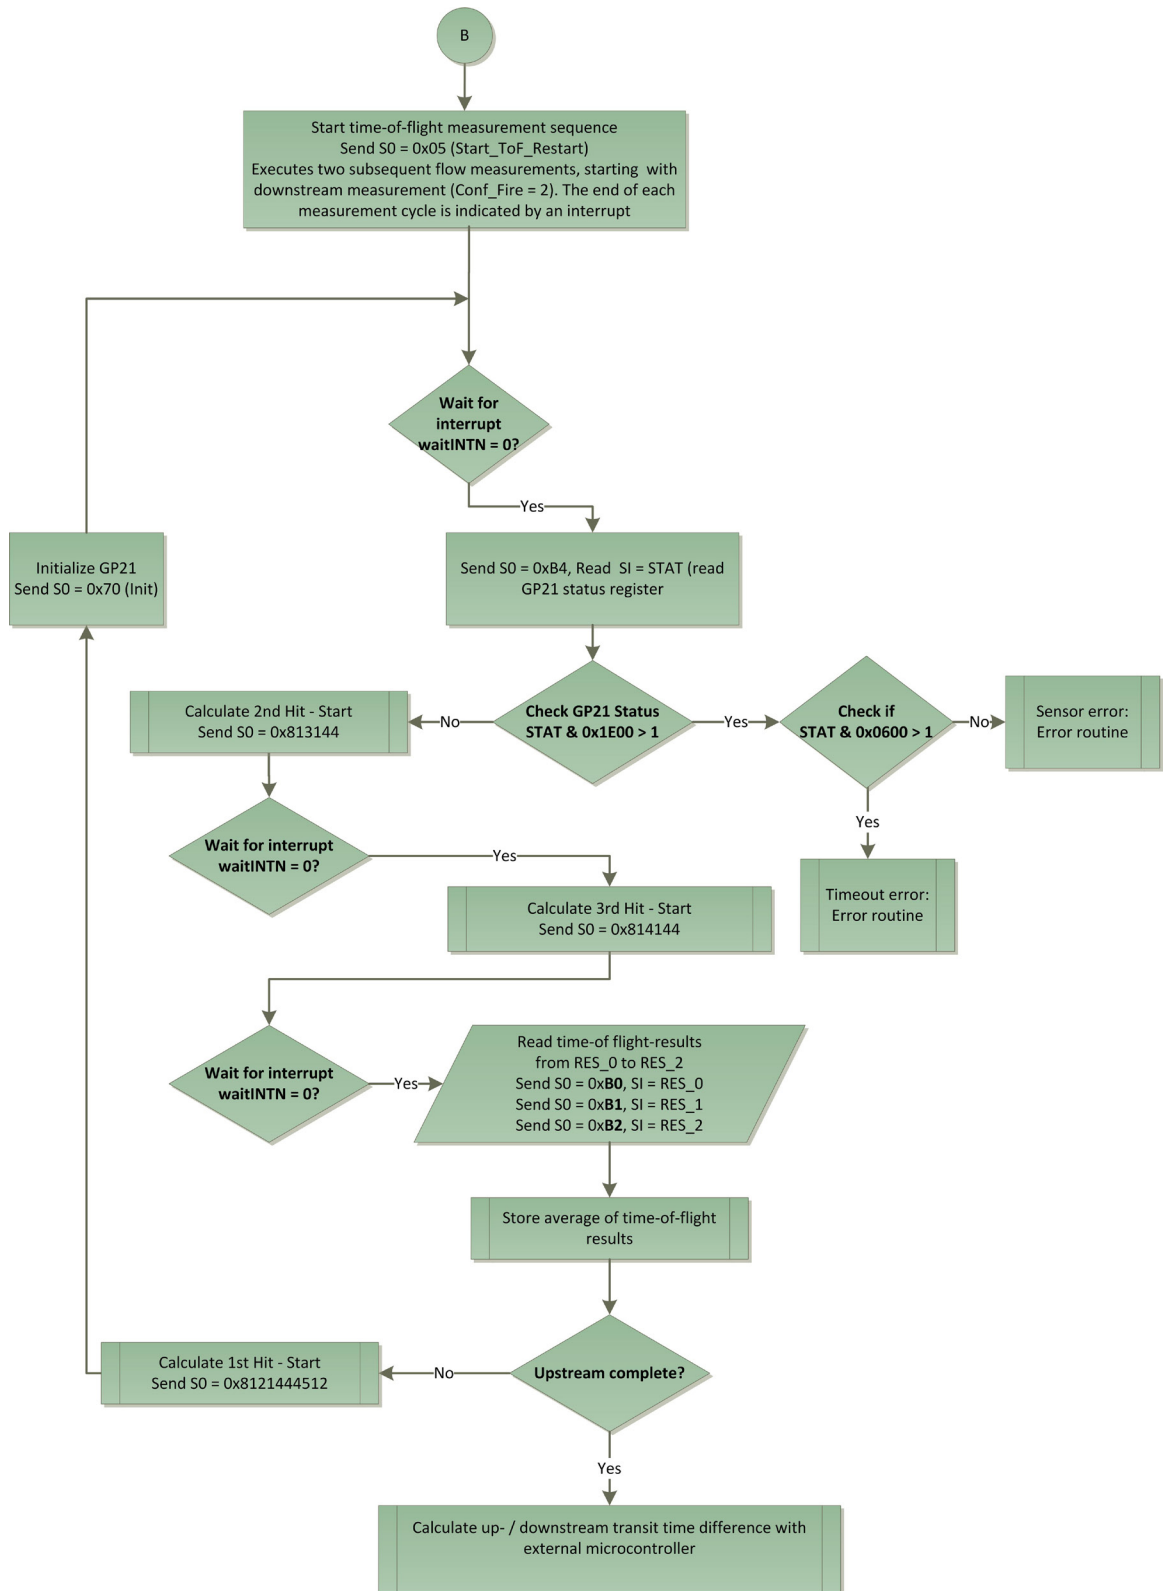 B
Start time-of-flight measurement sequence
Send S0 = 0x05 (Start_ToF_Restart)
Executes two subsequent flow measurements, starting with
downstream measurement (Conf_Fire = 2). The end of each
measurement cycle is indicated by an interrupt
Wait for
interrupt
waitINTN = 0?
Yes
Initialize GP21
Send S0 = 0x70 (Init)
Send S0 = 0xB4, Read SI = STAT (read
GP21 status register
Calculate 2nd Hit - Start
Send S0 = 0x813144
No
Check GP21 Status
STAT & 0x1E00 > 1
Yes
Check if
STAT & 0x0600 > 1
No
Sensor error:
Error routine
Yes
Timeout error:
Error routine
Wait for interrupt
waitINTN = 0?
Yes
Calculate 3rd Hit - Start
Send S0 = 0x814144
Wait for interrupt
waitINTN = 0?
Yes
Read time-of flight-results
from RES_0 to RES_2
Send S0 = 0xB0, SI = RES_0
Send S0 = 0xB1, SI = RES_1
Send S0 = 0xB2, SI = RES_2
Store average of time-of-flight
results
Calculate 1st Hit - Start
Send S0 = 0x8121444512
No
Upstream complete?
Yes
Calculate up- / downstream transit time difference with
external microcontroller